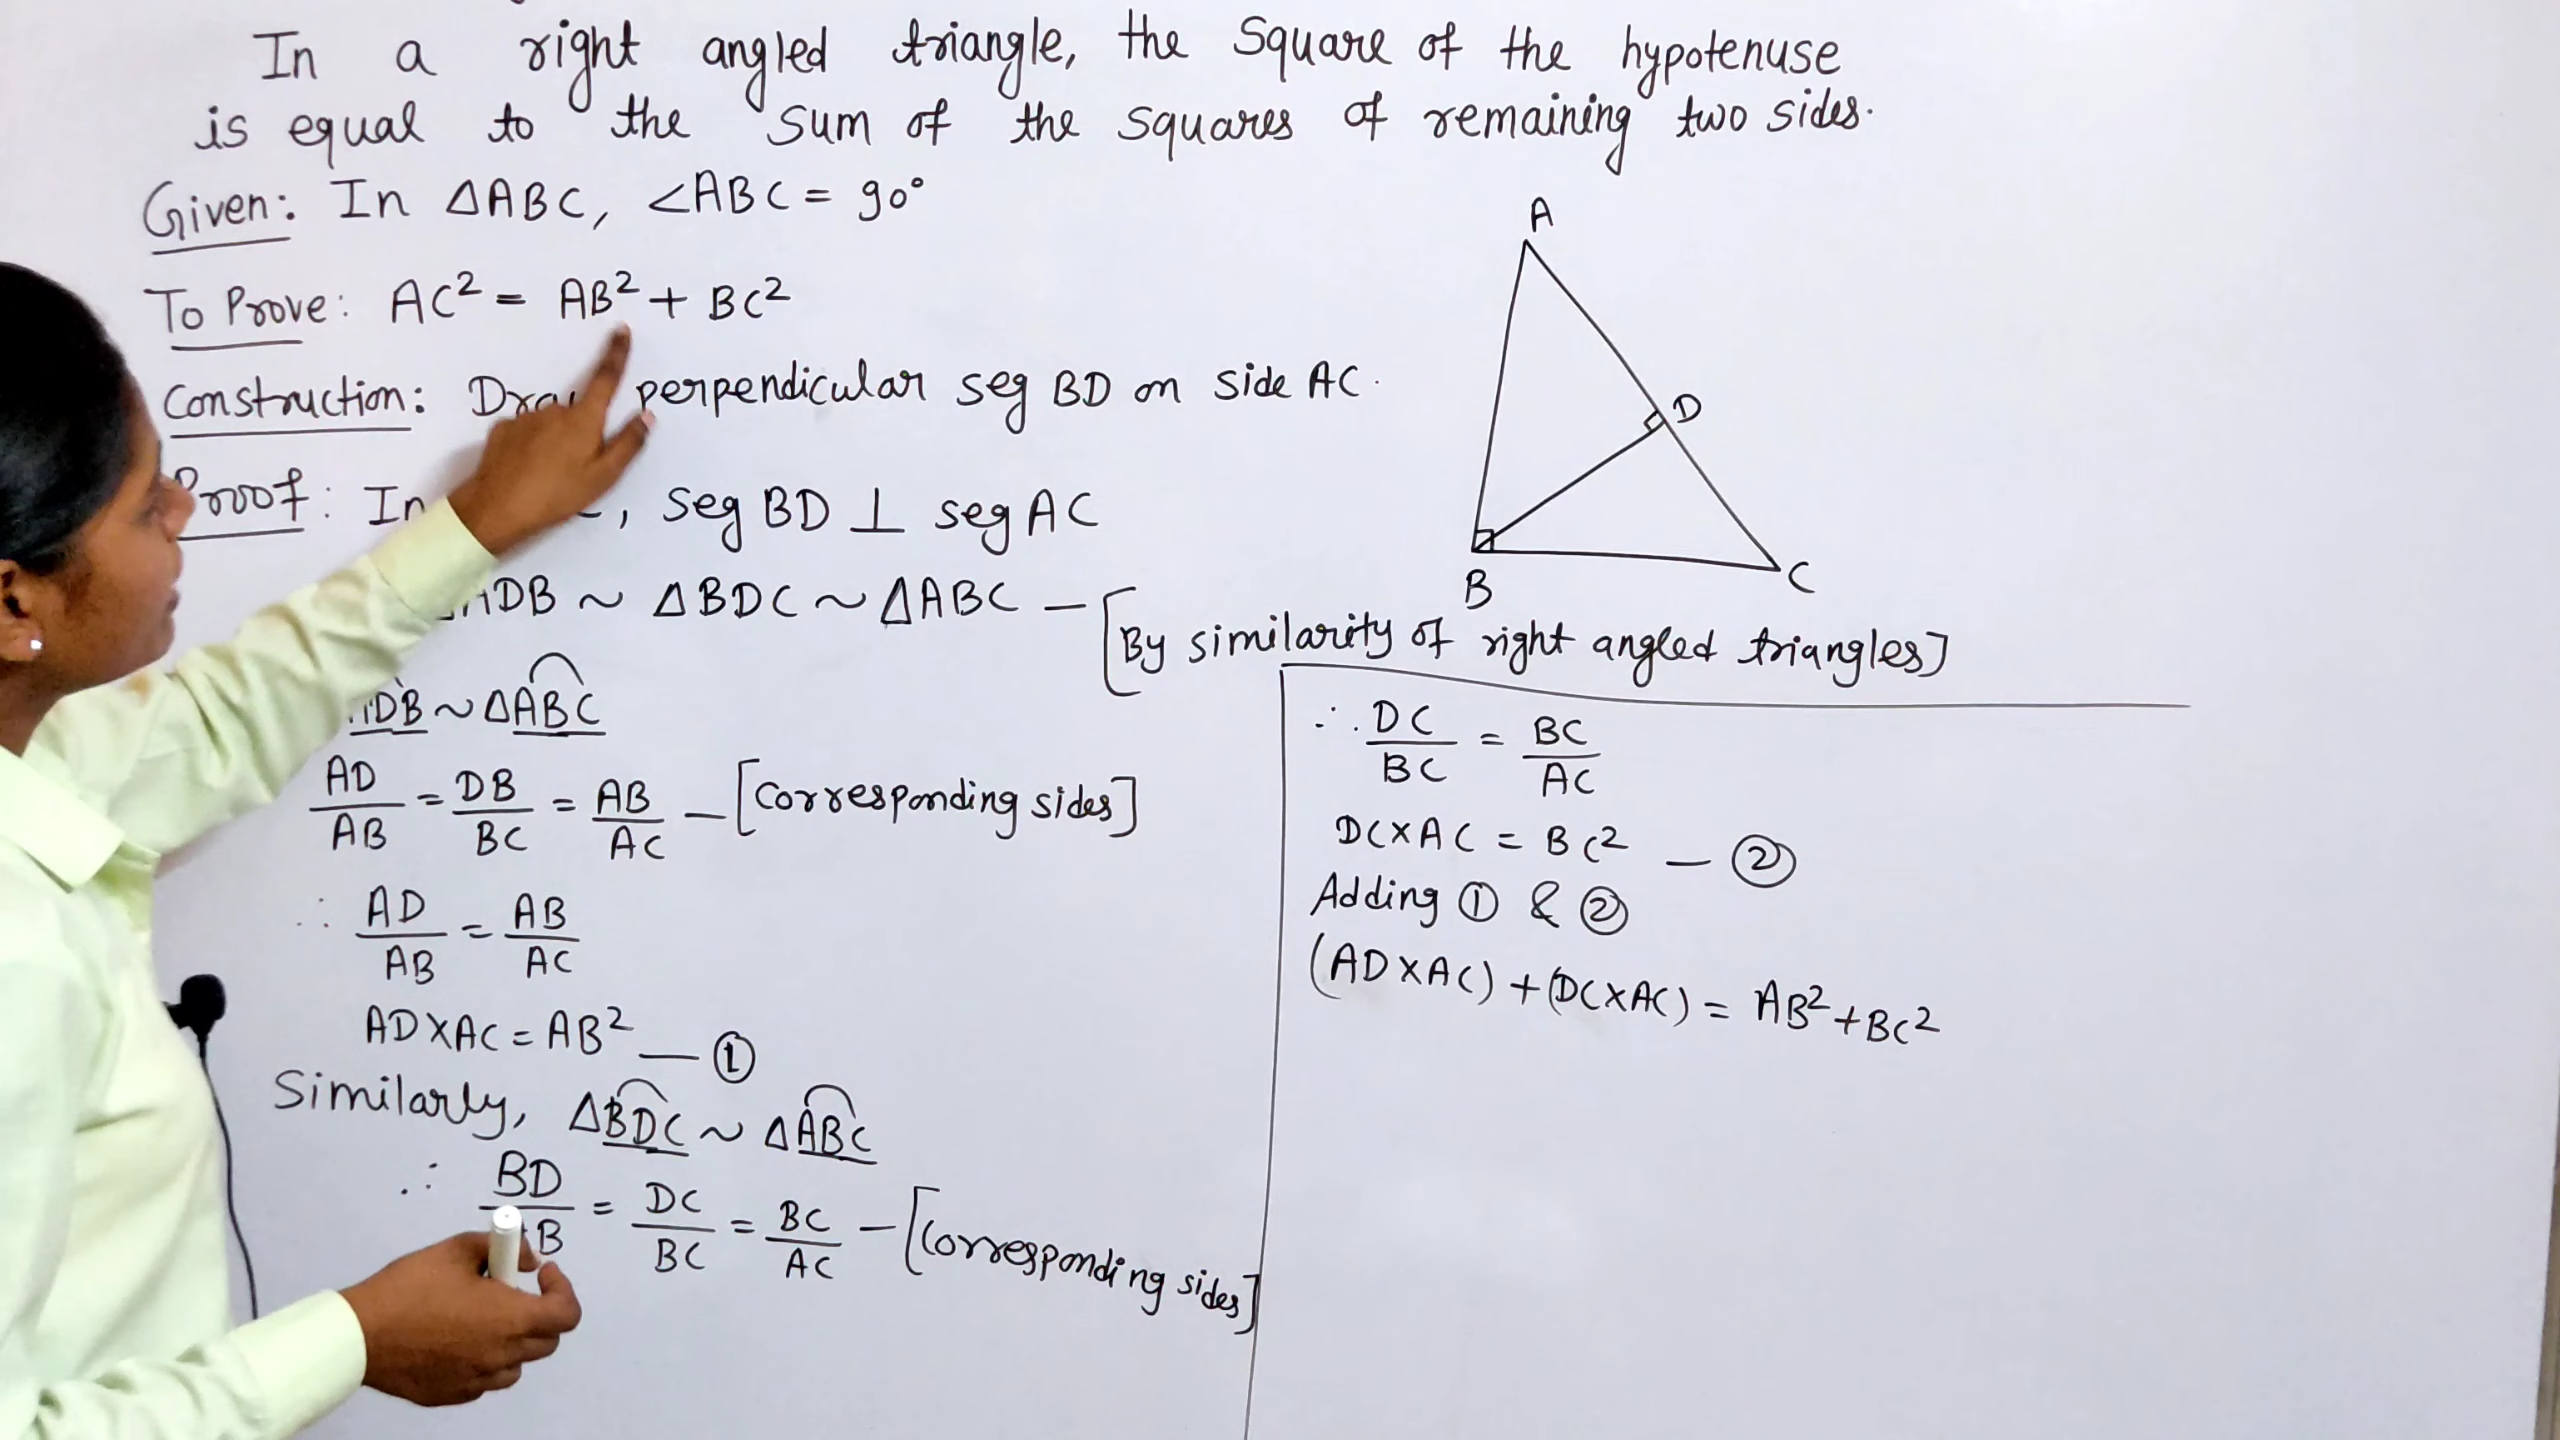 In a right angled triangle, the Square of the hypotenuse
is equal to the sum of the squares of remaining two sides.
Given: In ΔABC, ∠ABC = 90°
To Prove: AC² = AB² + BC²
Construction: perpendicular seg BD on side AC.
Proof: In , seg BD ⊥ seg AC
ΔADB ~ ΔBDC ~ ΔABC — [By similarity of right angled triangles]
ADB ~ ΔABC
AD/AB = DB/BC = AB/AC — [Corresponding sides]
∴ AD/AB = AB/AC
AD×AC = AB² — ①
Similarly, ΔBDC ~ ΔABC
∴ BD/AB = DC/BC = BC/AC — [Corresponding sides]
∴ DC/BC = BC/AC
DC×AC = BC² — ②
Adding ① & ②
(AD×AC) + (DC×AC) = AB² + BC²
A
D
B
C